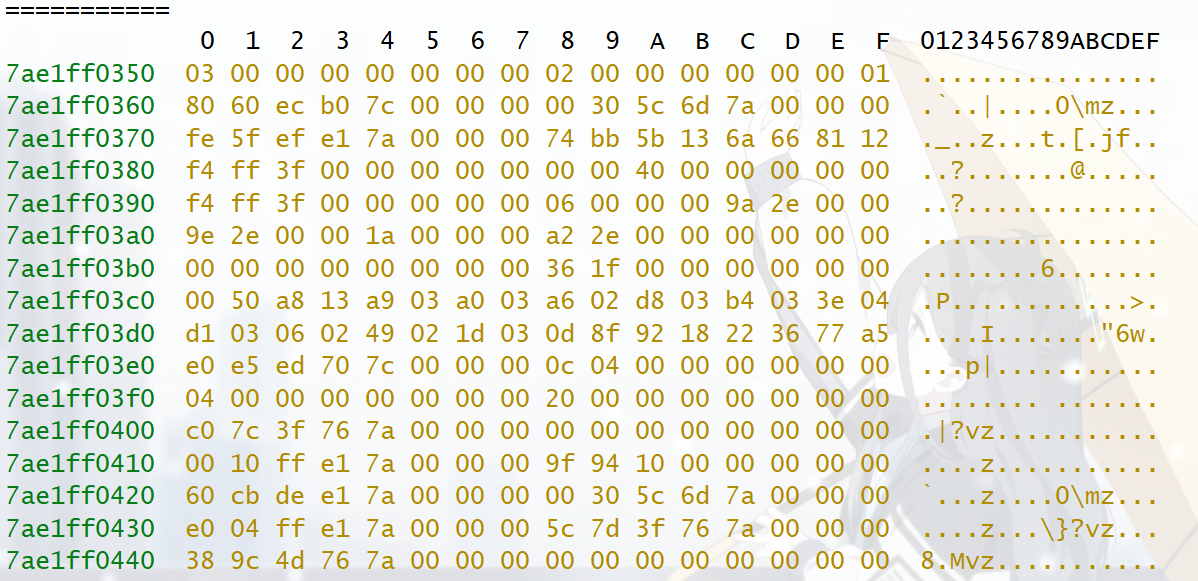 ===========
0 1 2 3 4 5 6 7 8 9 A B C D E F 0123456789ABCDEF
7ae1ff0350 03 00 00 00 00 00 00 00 02 00 00 00 00 00 00 01 ................
7ae1ff0360 80 60 ec b0 7c 00 00 00 00 30 5c 6d 7a 00 00 00 .`..|....0\mz...
7ae1ff0370 fe 5f ef e1 7a 00 00 00 74 bb 5b 13 6a 66 81 12 ._..z...t.[.jf..
7ae1ff0380 f4 ff 3f 00 00 00 00 00 00 00 40 00 00 00 00 00 ..?.......@.....
7ae1ff0390 f4 ff 3f 00 00 00 00 00 06 00 00 00 9a 2e 00 00 ..?.............
7ae1ff03a0 9e 2e 00 00 1a 00 00 00 a2 2e 00 00 00 00 00 00 ................
7ae1ff03b0 00 00 00 00 00 00 00 00 36 1f 00 00 00 00 00 00 ........6.......
7ae1ff03c0 00 50 a8 13 a9 03 a0 03 a6 02 d8 03 b4 03 3e 04 .P............>.
7ae1ff03d0 d1 03 06 02 49 02 1d 03 0d 8f 92 18 22 36 77 a5 ....I......."6w.
7ae1ff03e0 e0 e5 ed 70 7c 00 00 00 0c 04 00 00 00 00 00 00 ...p|...........
7ae1ff03f0 04 00 00 00 00 00 00 00 20 00 00 00 00 00 00 00 ........ .......
7ae1ff0400 c0 7c 3f 76 7a 00 00 00 00 00 00 00 00 00 00 00 .|?vz...........
7ae1ff0410 00 10 ff e1 7a 00 00 00 9f 94 10 00 00 00 00 00 ....z...........
7ae1ff0420 60 cb de e1 7a 00 00 00 00 30 5c 6d 7a 00 00 00 `...z....0\mz...
7ae1ff0430 e0 04 ff e1 7a 00 00 00 5c 7d 3f 76 7a 00 00 00 ....z...\}?vz...
7ae1ff0440 38 9c 4d 76 7a 00 00 00 00 00 00 00 00 00 00 00 8.Mvz...........